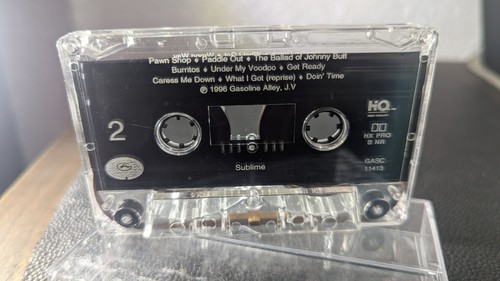 Pawn Shop ♦ Paddle Out ♦ The Ballad of Johnny Butt
Burritos ♦ Under My Voodoo ♦ Get Ready
Caress Me Down ♦ What I Got (reprise) ♦ Doin' Time
℗ 1996 Gasoline Alley, J.V
2
HQ
HX PRO
B NR
GASC
11413
Sublime